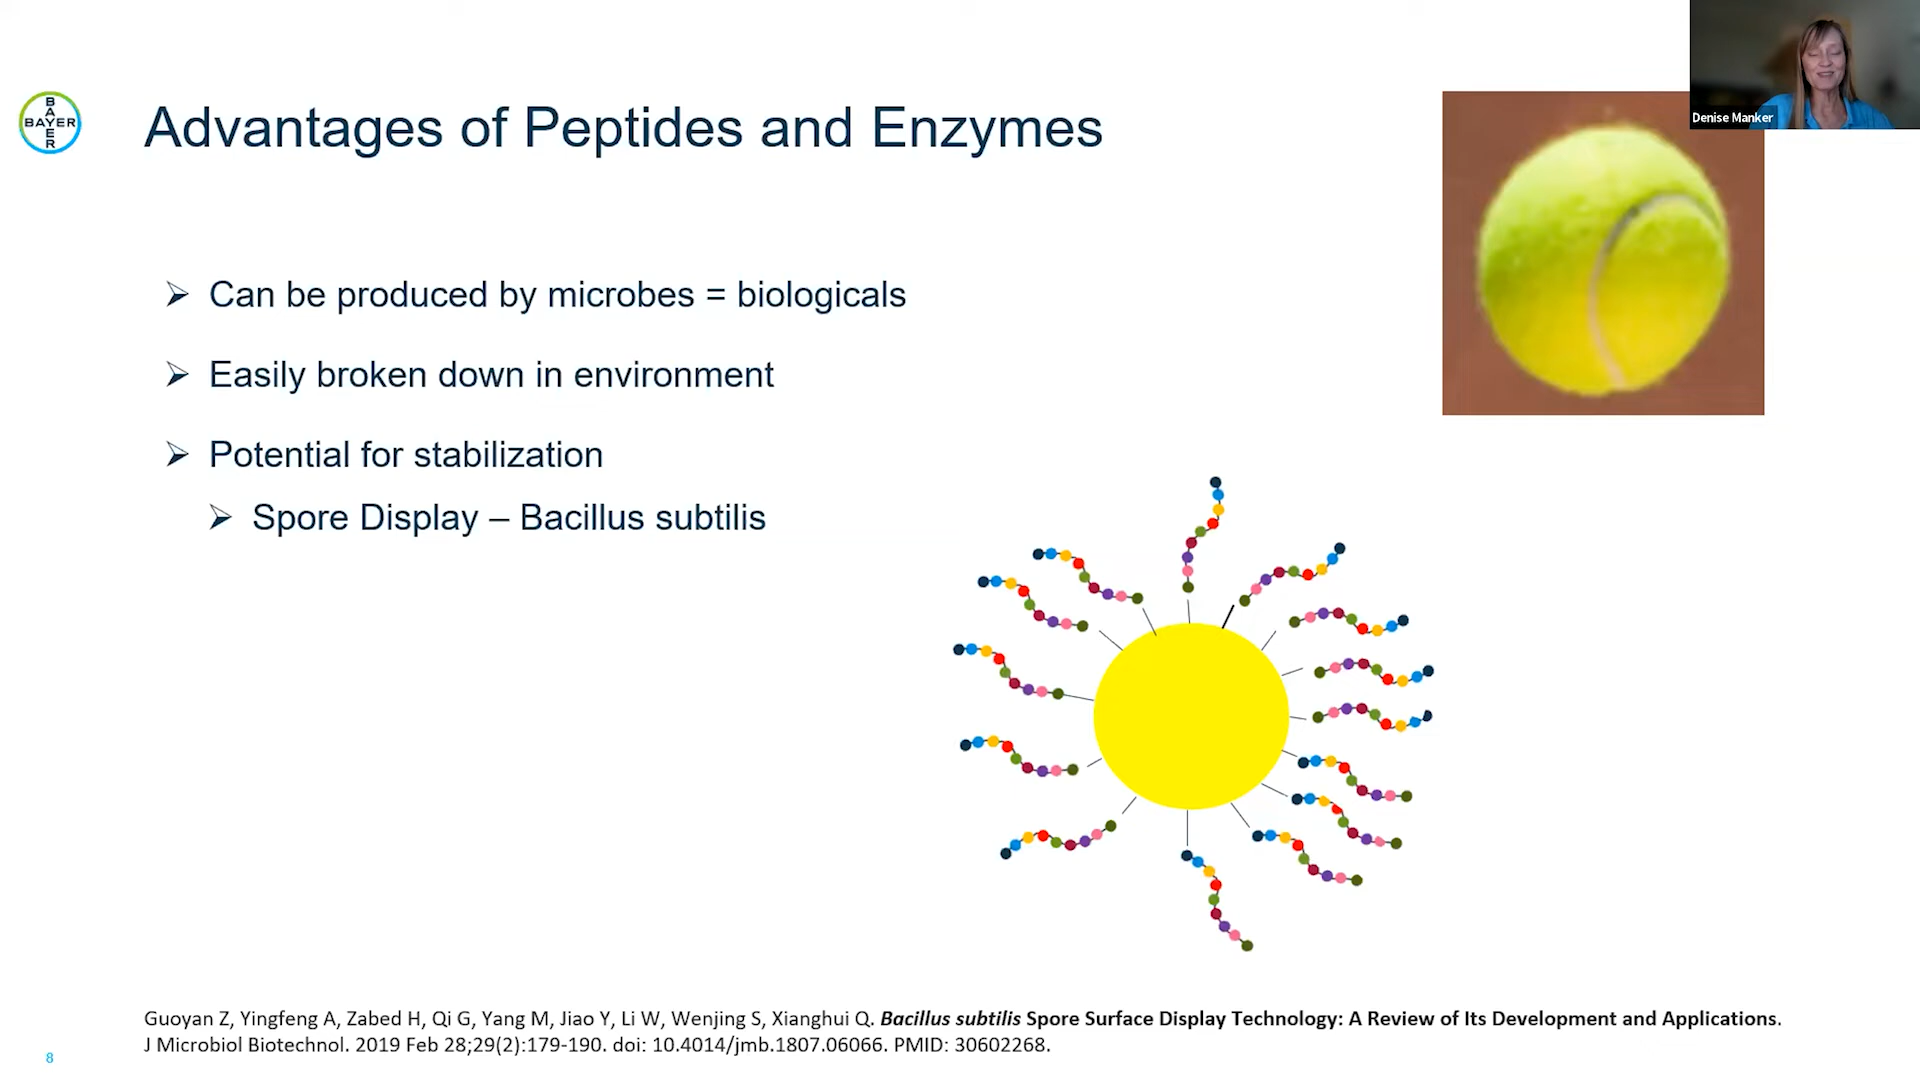 Denise Manker
BAYER
BAYER
Advantages of Peptides and Enzymes
➢ Can be produced by microbes = biologicals
➢ Easily broken down in environment
➢ Potential for stabilization
➢ Spore Display – Bacillus subtilis
Guoyan Z, Yingfeng A, Zabed H, Qi G, Yang M, Jiao Y, Li W, Wenjing S, Xianghui Q. Bacillus subtilis Spore Surface Display Technology: A Review of Its Development and Applications.
J Microbiol Biotechnol. 2019 Feb 28;29(2):179-190. doi: 10.4014/jmb.1807.06066. PMID: 30602268.
8